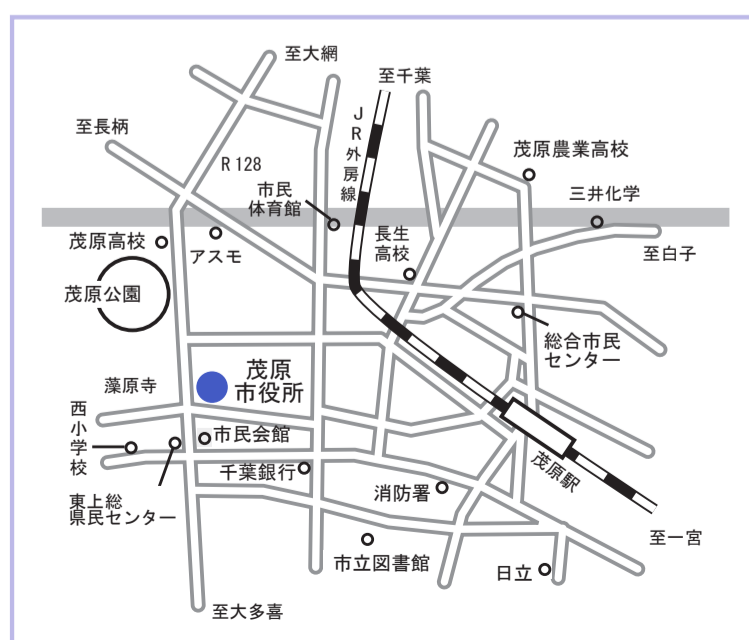 至大網
至千葉
至長柄
R 128
JR外房線
茂原農業高校
市民
体育館
三井化学
茂原高校
アスモ
長生
高校
至白子
茂原公園
総合市民
センター
藻原寺
茂原
市役所
西小学校
市民会館
千葉銀行
茂原駅
消防署
東上総
県民センター
至一宮
市立図書館
日立
至大多喜